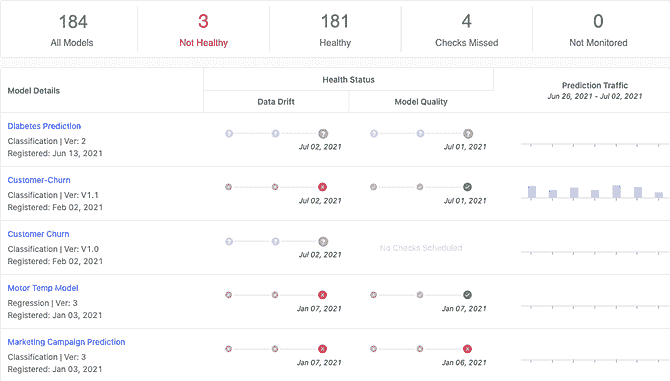 184
All Models
3
Not Healthy
181
Healthy
4
Checks Missed
0
Not Monitored
Model Details
Health Status
Data Drift
Model Quality
Prediction Traffic
Jun 26, 2021 - Jul 02, 2021
Diabetes Prediction
Classification | Ver: 2
Registered: Jun 13, 2021
? ? ?
Jul 02, 2021
? ? ?
Jul 01, 2021
Customer-Churn
Classification | Ver: V1.1
Registered: Feb 02, 2021
Jul 02, 2021
Jul 01, 2021
Customer Churn
Classification | Ver: V1.0
Registered: Feb 02, 2021
? ? ?
Jul 02, 2021
No Checks Scheduled
Motor Temp Model
Regression | Ver: 3
Registered: Jan 03, 2021
Jan 07, 2021
Jan 07, 2021
Marketing Campaign Prediction
Classification | Ver: 3
Registered: Jan 03, 2021
Jan 07, 2021
Jan 06, 2021